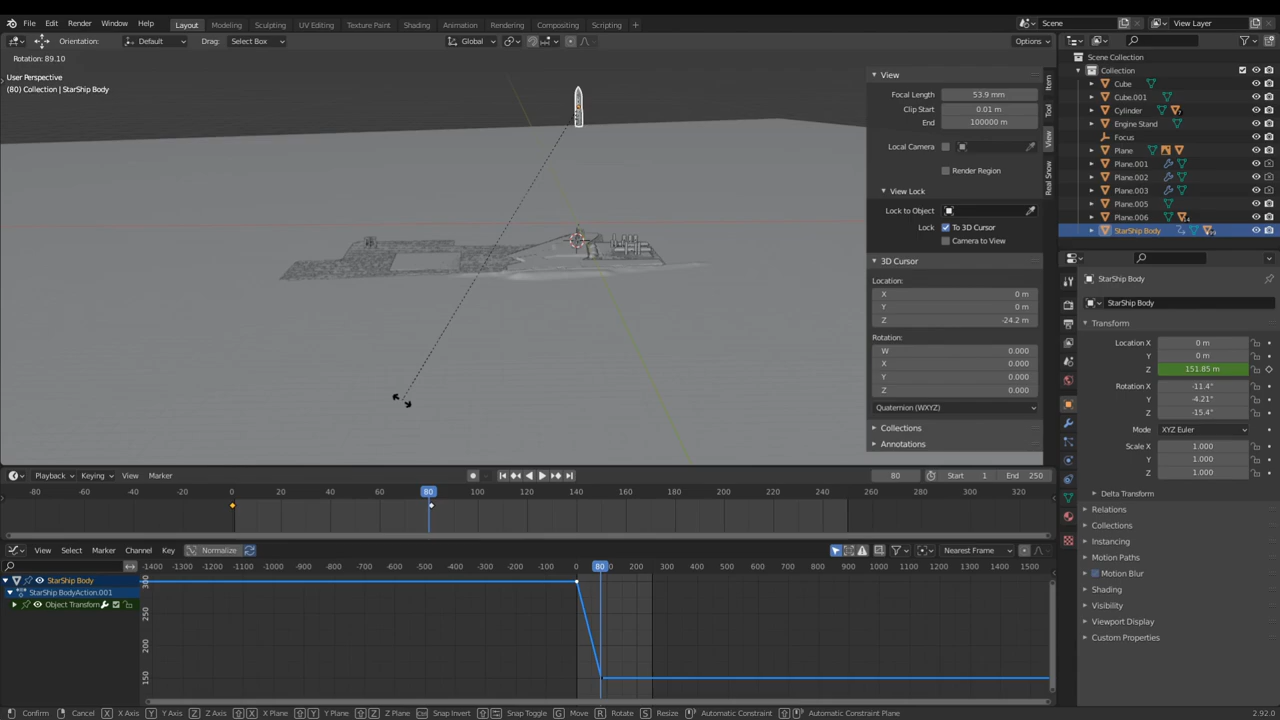 File Edit Render Window Help Layout Modeling Sculpting UV Editing Texture Paint Shading Animation Rendering Compositing Scripting Scene View Layer
Orientation: Default Drag: Select Box Global Options
Rotation: 89.10
User Perspective
(80) Collection | StarShip Body
View
Focal Length 53.9 mm
Clip Start 0.01 m
End 100000 m
Local Camera
Render Region
View Lock
Lock to Object
Lock To 3D Cursor
Camera to View
3D Cursor
Location:
X 0 m
Y 0 m
Z -24.2 m
Rotation:
W 0.000
X 0.000
Y 0.000
Z 0.000
Quaternion (WXYZ)
Collections
Annotations
Item
Tool
View
Real Snow
Scene Collection
Collection
Cube
Cube.001
Cylinder
Engine Stand
Focus
Plane
Plane.001
Plane.002
Plane.003
Plane.005
Plane.006
StarShip Body
StarShip Body
StarShip Body
Transform
Location X 0 m
Y 0 m
Z 151.85 m
Rotation X -11.4°
Y -4.21°
Z -15.4°
Mode XYZ Euler
Scale X 1.000
Y 1.000
Z 1.000
Delta Transform
Relations
Collections
Instancing
Motion Paths
Motion Blur
Shading
Visibility
Viewport Display
Custom Properties
Playback Keying View Marker 80 Start 1 End 250
-80 -60 -40 -20 0 20 40 60 80 100 120 140 160 180 200 220 240 260 280 300 320
View Select Marker Channel Key Normalize Nearest Frame
-1400 -1300 -1200 -1100 -1000 -900 -800 -700 -600 -500 -400 -300 -200 -100 0 80 200 300 400 500 600 700 800 900 1000 1100 1200 1300 1400 1500
StarShip Body
StarShip BodyAction.001
Object Transform
300
250
200
150
Confirm Cancel X X Axis Y Y Axis Z Z Axis X X Plane Y Y Plane Z Z Plane Snap Invert Snap Toggle G Move R Rotate S Resize Automatic Constraint Automatic Constraint Plane 2.92.0